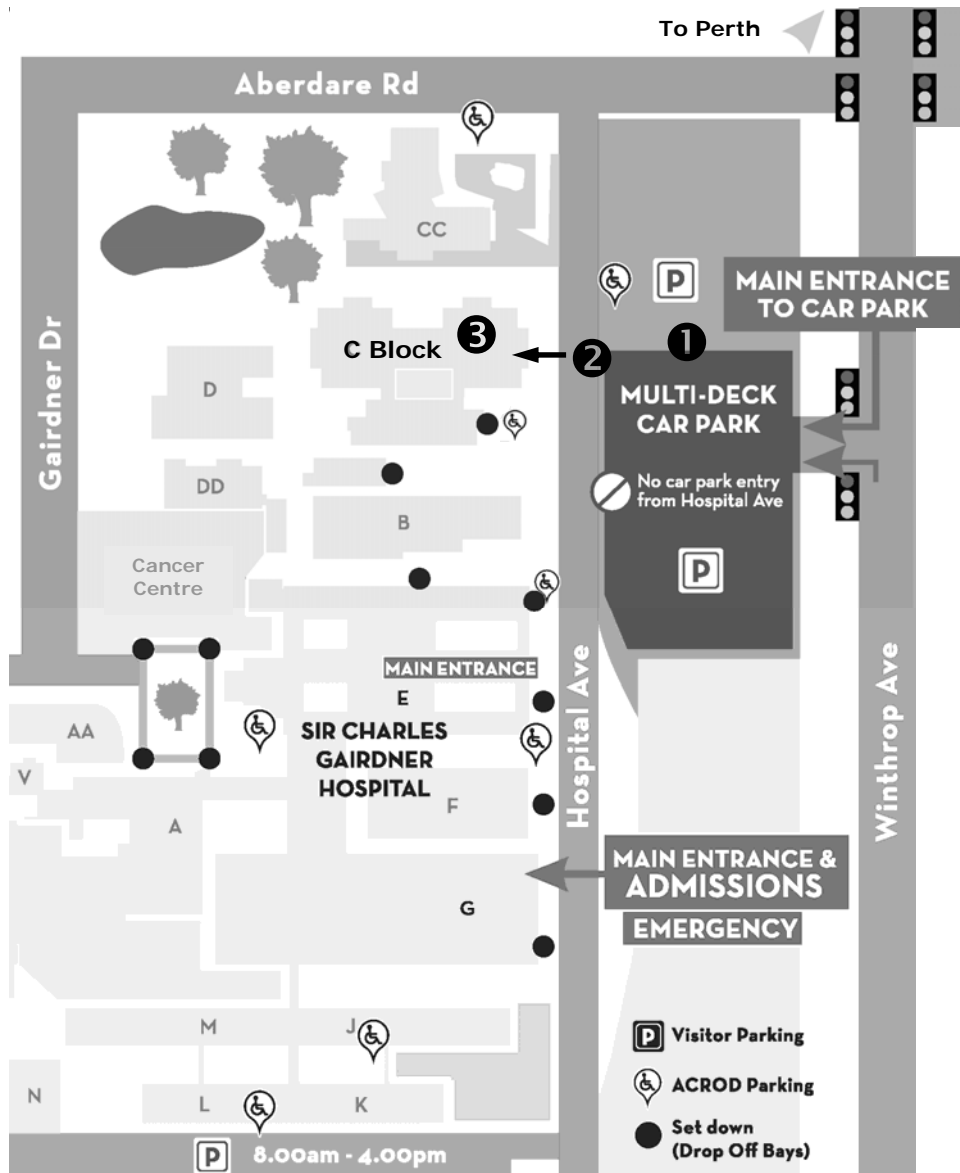 To Perth
Aberdare Rd
CC
P
MAIN ENTRANCE
TO CAR PARK
Gairdner Dr
C Block
3
2
1
D
MULTI-DECK
CAR PARK
DD
No car park entry
from Hospital Ave
B
P
Cancer
Centre
MAIN ENTRANCE
E
AA
SIR CHARLES
GAIRDNER
HOSPITAL
Hospital Ave
Winthrop Ave
V
A
F
MAIN ENTRANCE &
ADMISSIONS
G
EMERGENCY
M
J
P Visitor Parking
N
L
K
ACROD Parking
Set down
(Drop Off Bays)
P 8.00am - 4.00pm